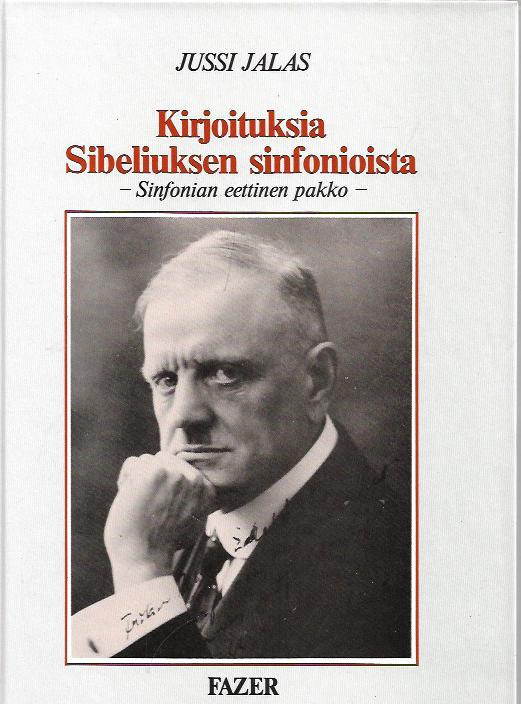 JUSSI JALAS
Kirjoituksia
Sibeliuksen sinfonioista
– Sinfonian eettinen pakko –
FAZER